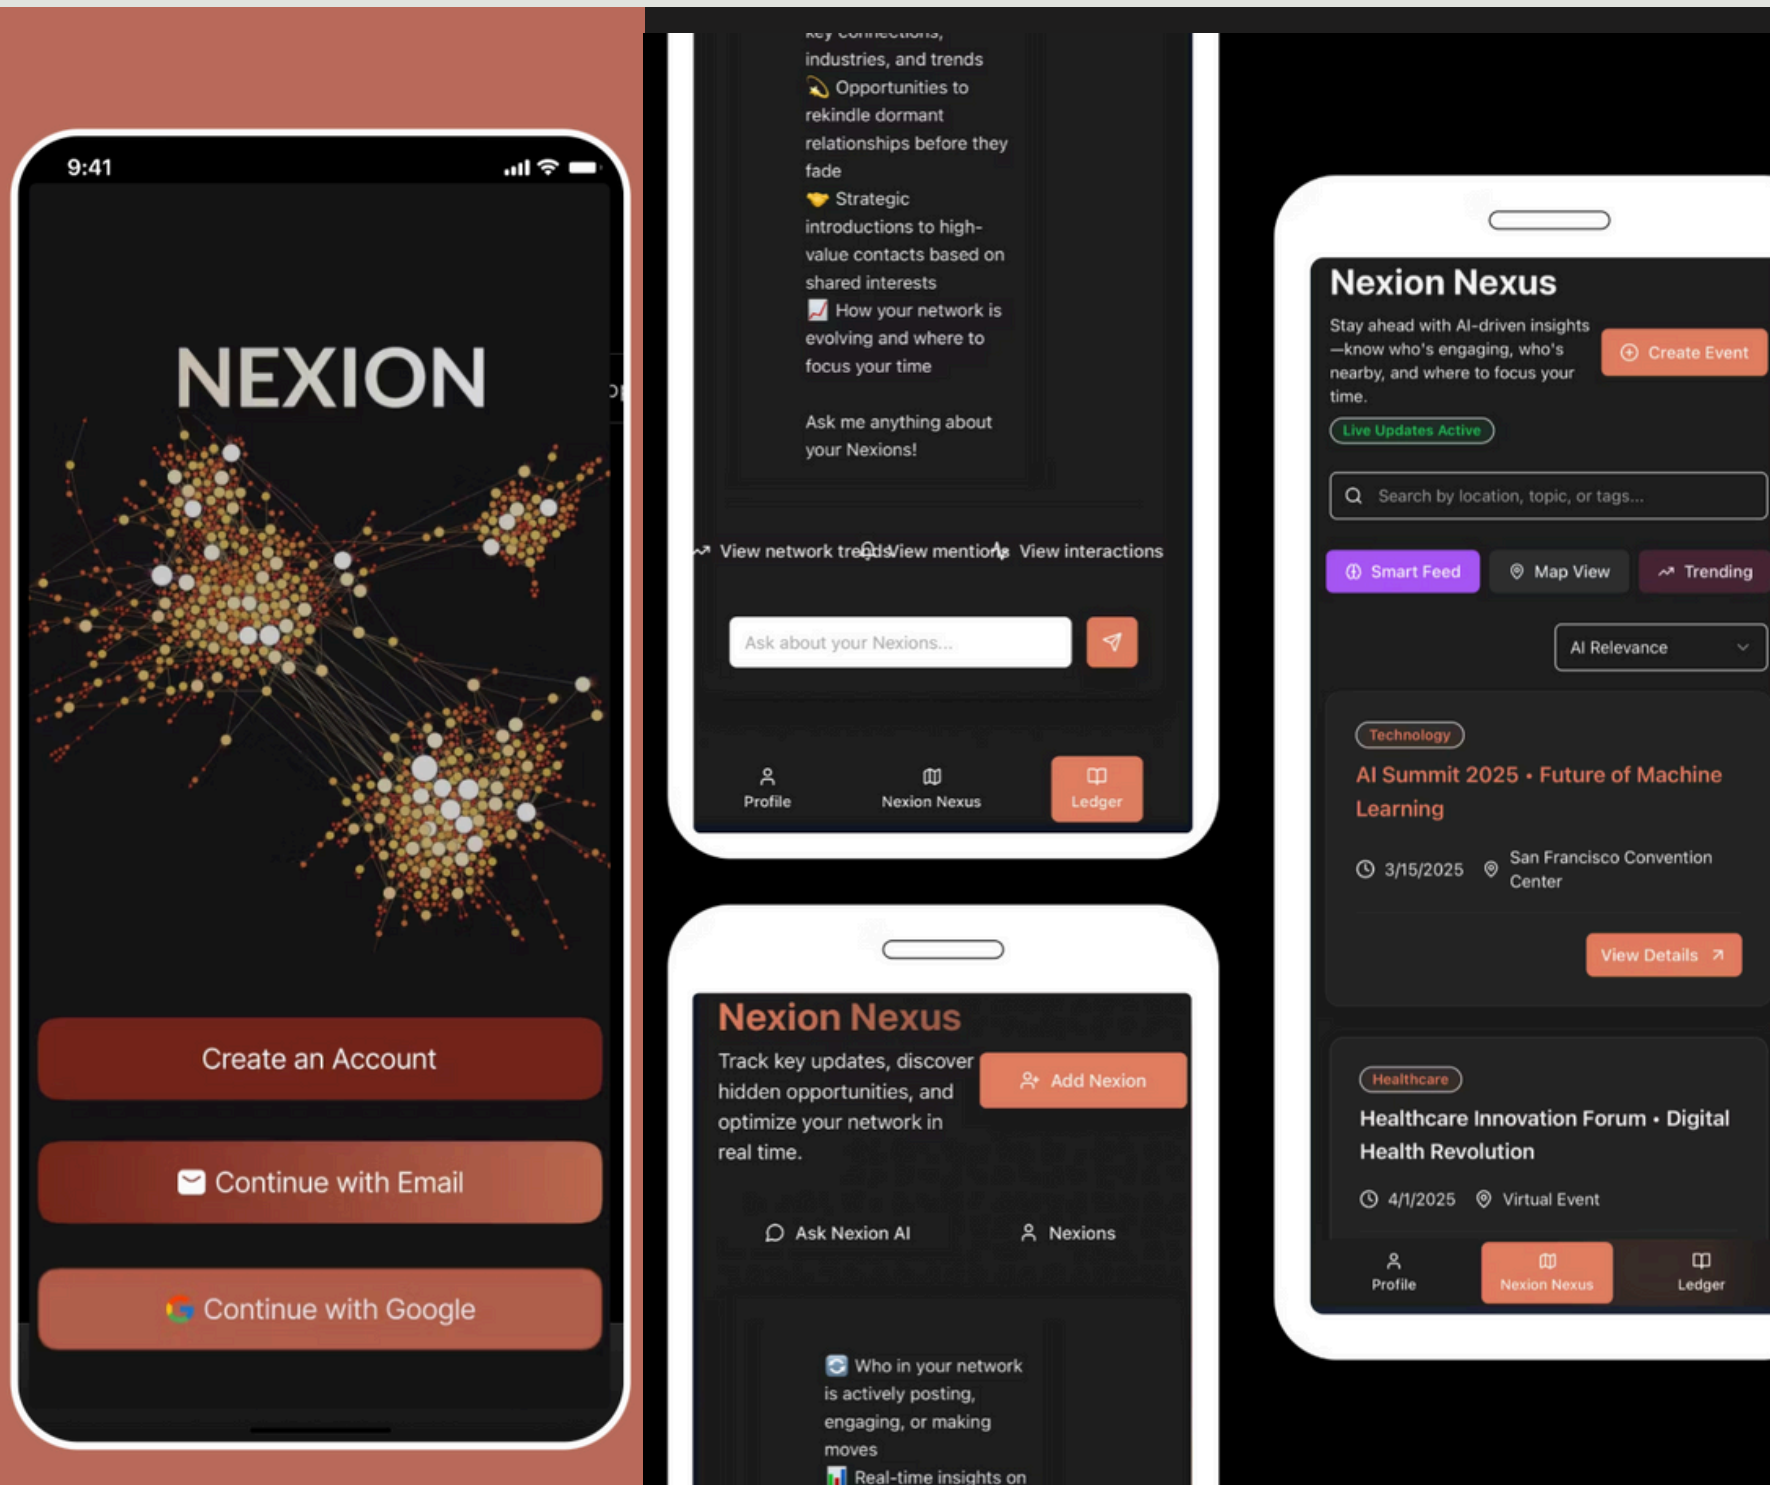 9:41
NEXION
Create an Account
Continue with Email
Continue with Google
key connections,
industries, and trends
💫 Opportunities to
rekindle dormant
relationships before they
fade
🤝 Strategic
introductions to high-
value contacts based on
shared interests
📈 How your network is
evolving and where to
focus your time
Ask me anything about
your Nexions!
View network trends View mentions View interactions
Ask about your Nexions...
Profile Nexion Nexus Ledger
Nexion Nexus
Track key updates, discover
hidden opportunities, and
optimize your network in
real time.
Add Nexion
Ask Nexion AI Nexions
🔄 Who in your network
is actively posting,
engaging, or making
moves
📊 Real-time insights on
Nexion Nexus
Stay ahead with AI-driven insights
—know who's engaging, who's
nearby, and where to focus your
time.
Create Event
Live Updates Active
Search by location, topic, or tags...
Smart Feed Map View Trending
AI Relevance
Technology
AI Summit 2025 • Future of Machine
Learning
3/15/2025 San Francisco Convention
Center
View Details
Healthcare
Healthcare Innovation Forum • Digital
Health Revolution
4/1/2025 Virtual Event
Profile Nexion Nexus Ledger